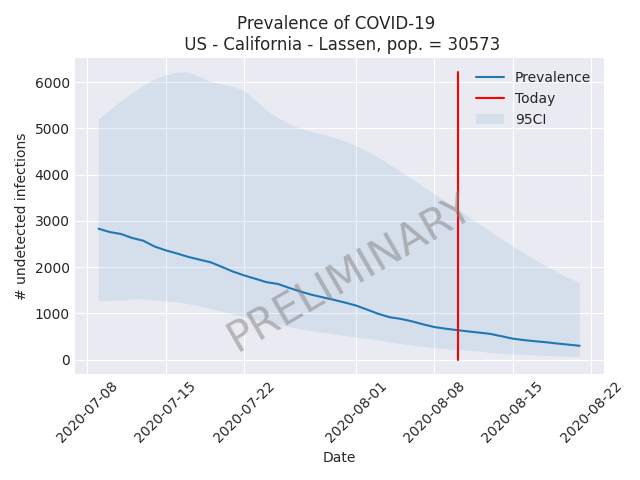 Prevalence of COVID-19
US - California - Lassen, pop. = 30573
6000
5000
4000
3000
2000
1000
0
# undetected infections
Prevalence
Today
95CI
PRELIMINARY
2020-07-08
2020-07-15
2020-07-22
2020-08-01
2020-08-08
2020-08-15
2020-08-22
Date